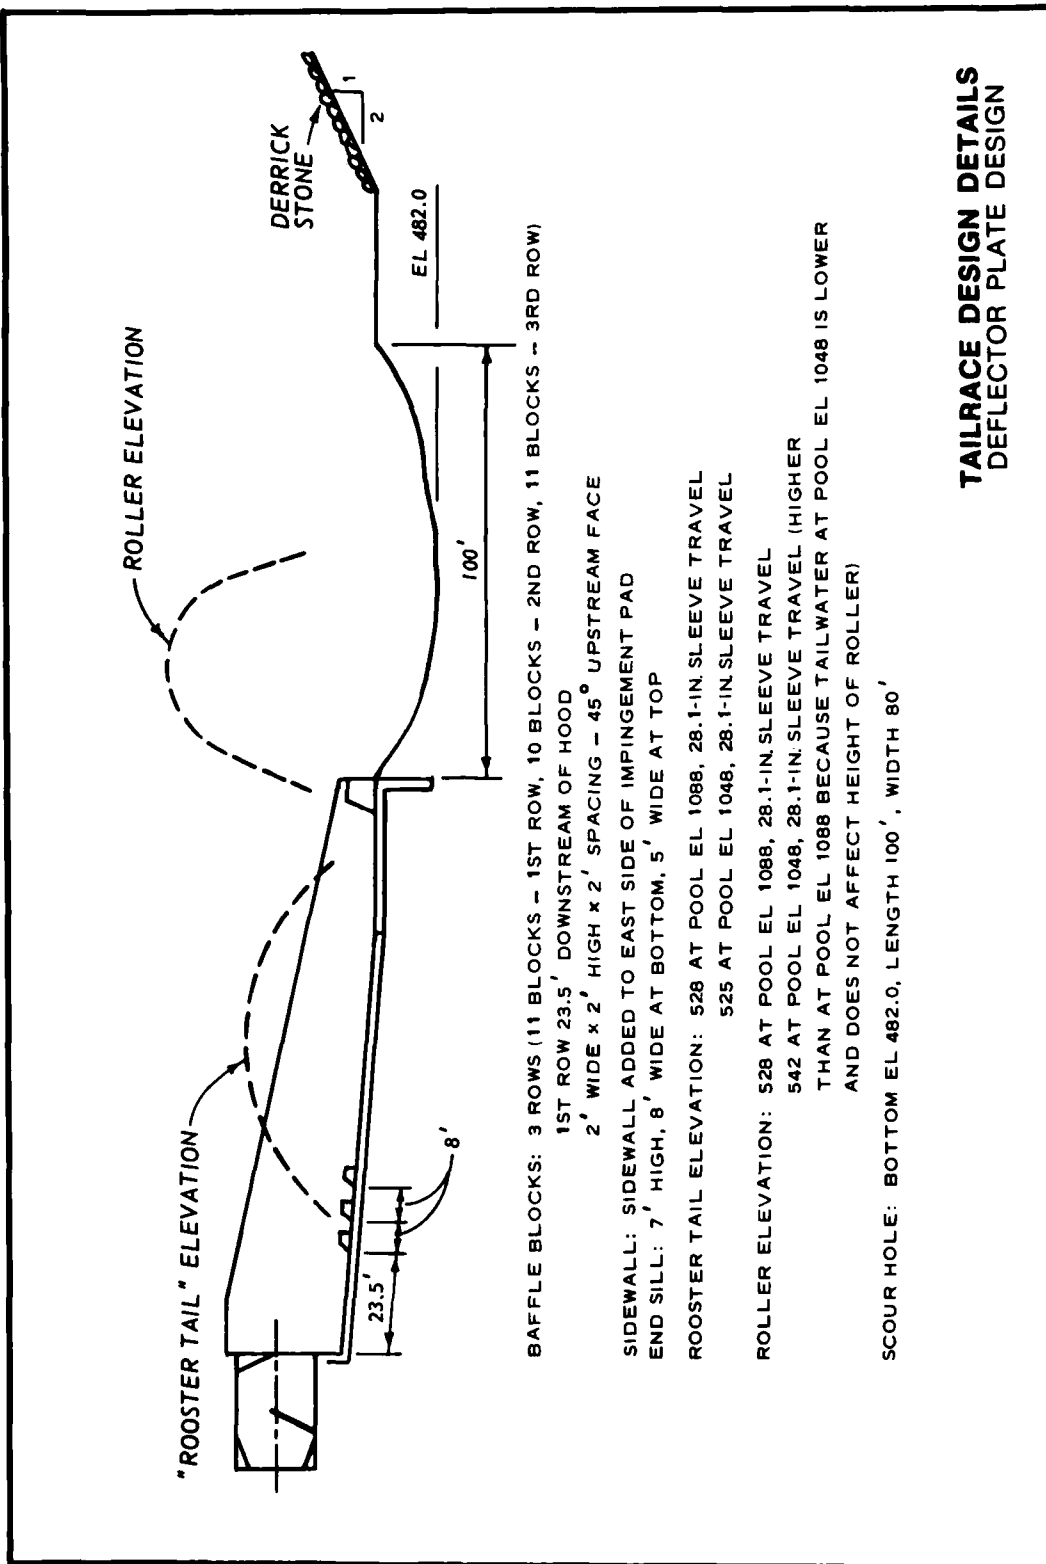 ROLLER ELEVATION
"ROOSTER TAIL" ELEVATION
DERRICK
STONE
1
2
EL 482.0
23.5'
8'
100'
BAFFLE BLOCKS: 3 ROWS (11 BLOCKS – 1ST ROW, 10 BLOCKS – 2ND ROW, 11 BLOCKS – 3RD ROW)
1ST ROW 23.5' DOWNSTREAM OF HOOD
2' WIDE x 2' HIGH x 2' SPACING – 45° UPSTREAM FACE
SIDEWALL: SIDEWALL ADDED TO EAST SIDE OF IMPINGEMENT PAD
END SILL: 7' HIGH, 8' WIDE AT BOTTOM, 5' WIDE AT TOP
ROOSTER TAIL ELEVATION: 528 AT POOL EL 1088, 28.1-IN. SLEEVE TRAVEL
525 AT POOL EL 1048, 28.1-IN SLEEVE TRAVEL
ROLLER ELEVATION: 528 AT POOL EL 1088, 28.1-IN. SLEEVE TRAVEL
542 AT POOL EL 1048, 28.1-IN. SLEEVE TRAVEL (HIGHER
THAN AT POOL EL 1088 BECAUSE TAILWATER AT POOL EL 1048 IS LOWER
AND DOES NOT AFFECT HEIGHT OF ROLLER)
SCOUR HOLE: BOTTOM EL 482.0, LENGTH 100', WIDTH 80'
TAILRACE DESIGN DETAILS
DEFLECTOR PLATE DESIGN